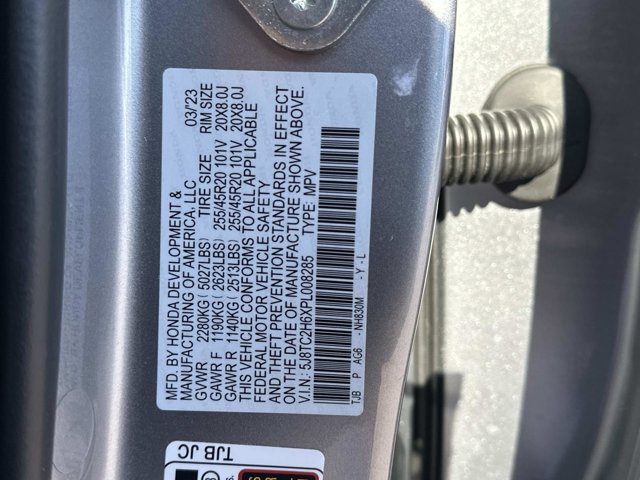 MFD. BY HONDA DEVELOPMENT & 03/23
MANUFACTURING OF AMERICA, LLC
GVWR 2280KG ( 5027LBS) TIRE SIZE RIM SIZE
GAWR F 1190KG ( 2623LBS) 255/45R20 101V 20X8.0J
GAWR R 1140KG ( 2513LBS) 255/45R20 101V 20X8.0J
THIS VEHICLE CONFORMS TO ALL APPLICABLE
FEDERAL MOTOR VEHICLE SAFETY
AND THEFT PREVENTION STANDARDS IN EFFECT
ON THE DATE OF MANUFACTURE SHOWN ABOVE.
V.I.N.: 5J8TC2H6XPL008285 TYPE: MPV
TJB P AG6 - NH830M - Y - L
TJB JC